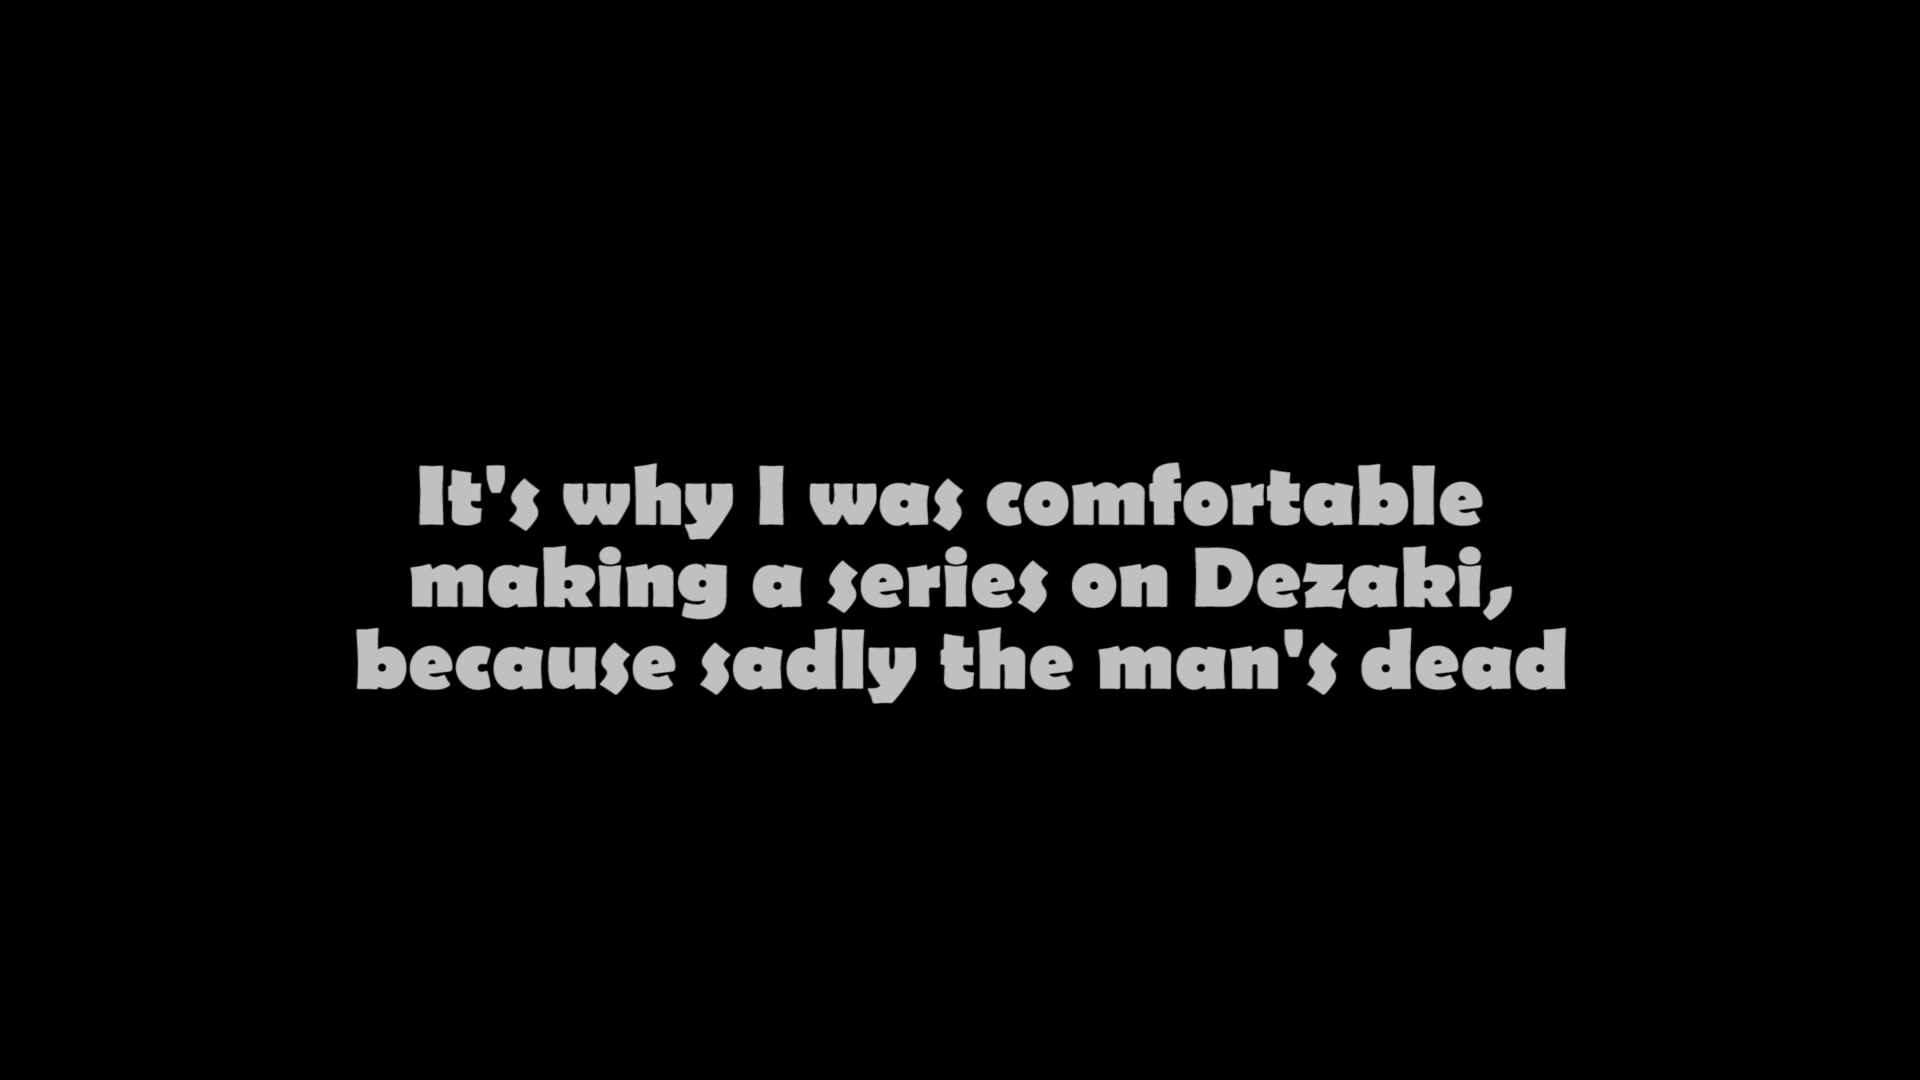 It's why I was comfortable
making a series on Dezaki,
because sadly the man's dead